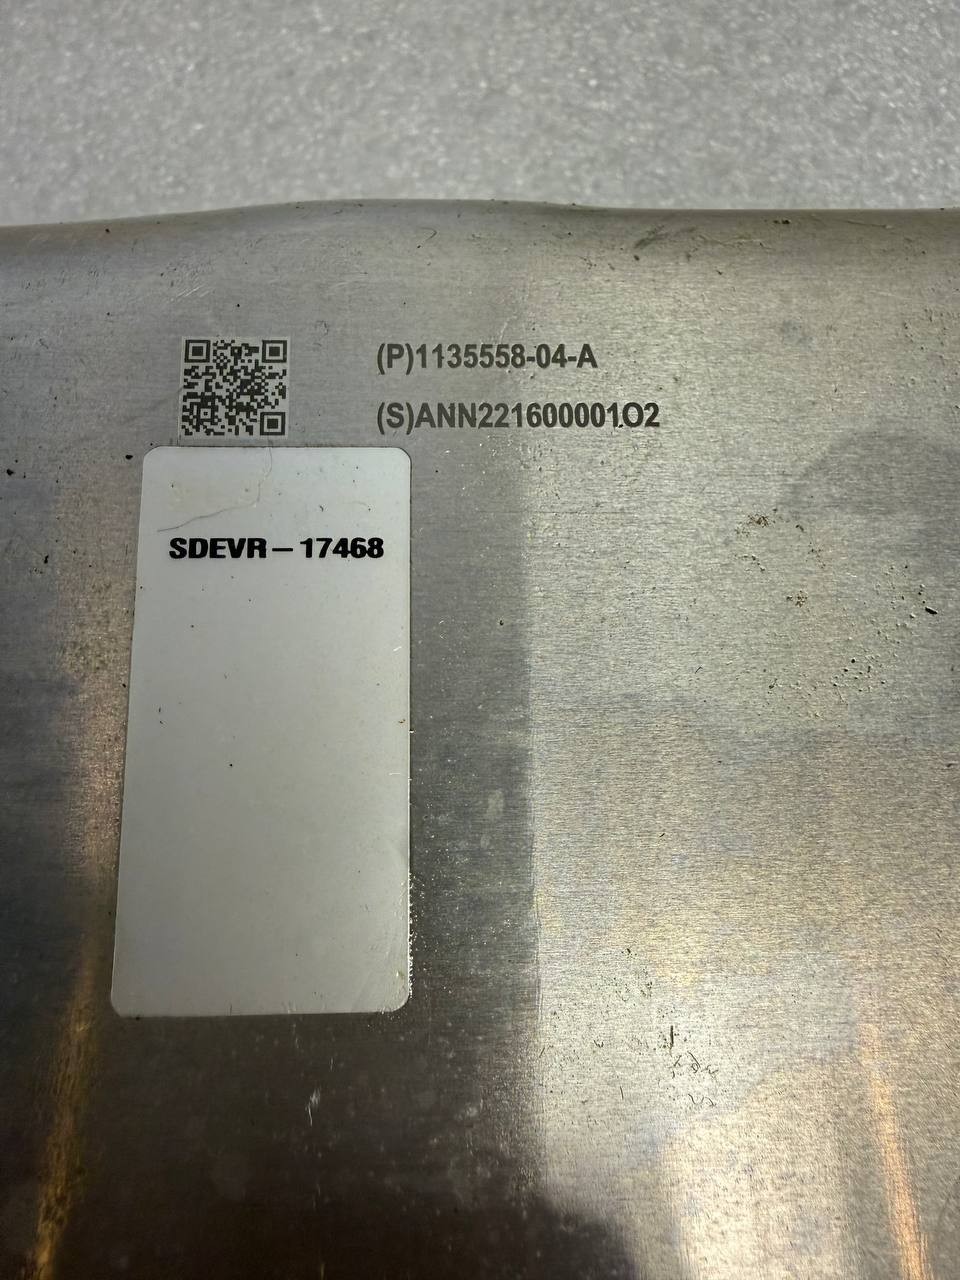 (P)1135558-04-A
(S)ANN221600001O2
SDEVR-17468